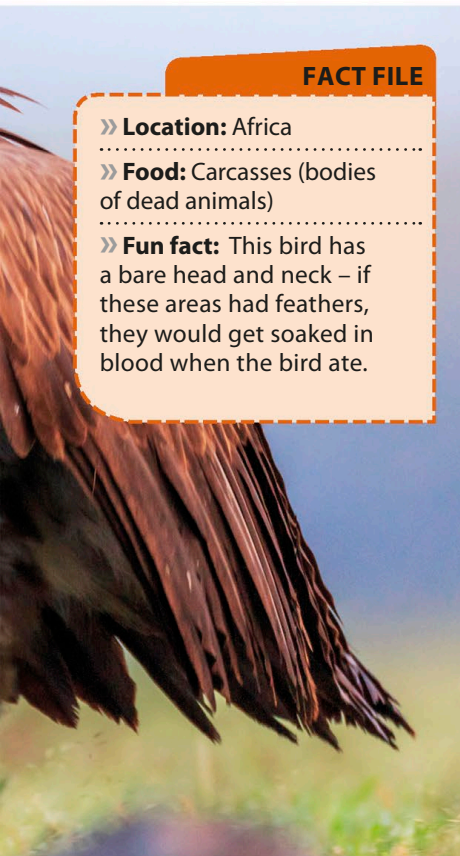 FACT FILE
» Location: Africa
» Food: Carcasses (bodies
of dead animals)
» Fun fact: This bird has
a bare head and neck – if
these areas had feathers,
they would get soaked in
blood when the bird ate.